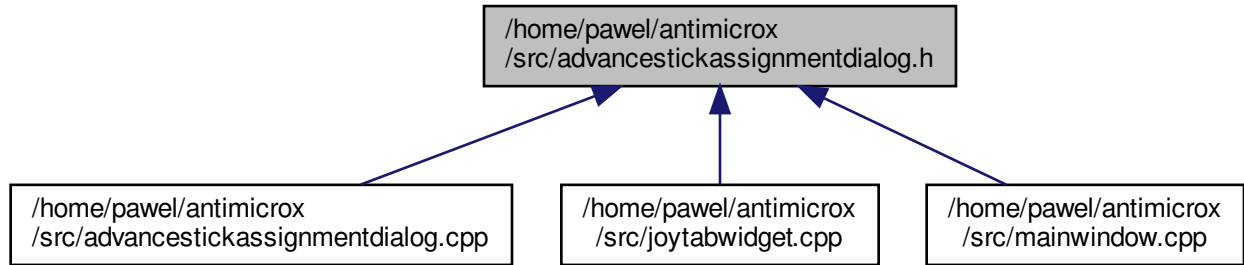 /home/pawel/antimicrox
/src/advancestickassignmentdialog.h
/home/pawel/antimicrox
/src/advancestickassignmentdialog.cpp
/home/pawel/antimicrox
/src/joytabwidget.cpp
/home/pawel/antimicrox
/src/mainwindow.cpp